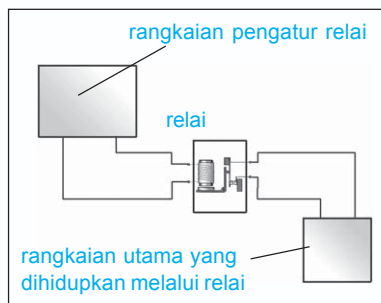 rangkaian pengatur relai
relai
rangkaian utama yang
dihidupkan melalui relai